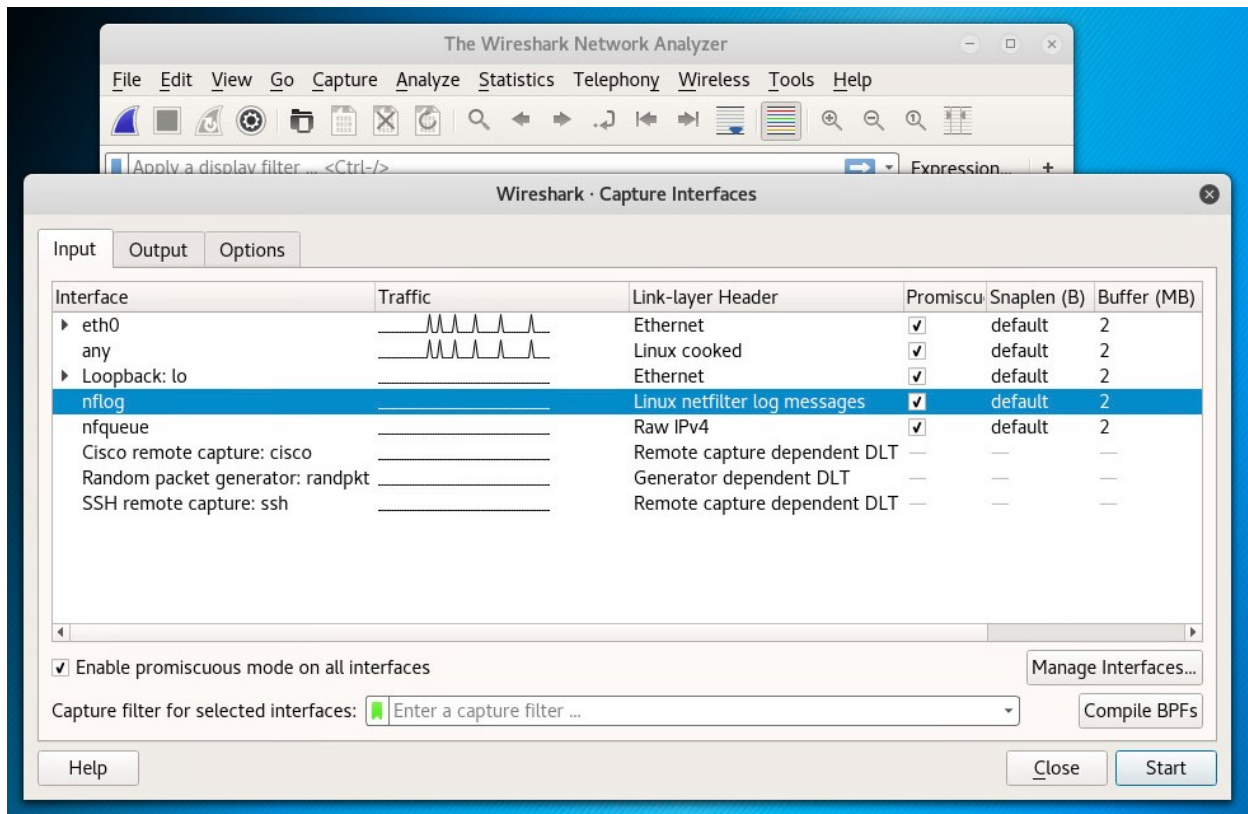 The Wireshark Network Analyzer
File Edit View Go Capture Analyze Statistics Telephony Wireless Tools Help
Apply a display filter ... <Ctrl-/> Expression... +
Wireshark · Capture Interfaces
Input Output Options
Interface Traffic Link-layer Header Promiscu Snaplen (B) Buffer (MB)
eth0 Ethernet default 2
any Linux cooked default 2
Loopback: lo Ethernet default 2
nflog Linux netfilter log messages default 2
nfqueue Raw IPv4 default 2
Cisco remote capture: cisco Remote capture dependent DLT — — —
Random packet generator: randpkt Generator dependent DLT — — —
SSH remote capture: ssh Remote capture dependent DLT — — —
Enable promiscuous mode on all interfaces Manage Interfaces...
Capture filter for selected interfaces: Enter a capture filter ... Compile BPFs
Help Close Start